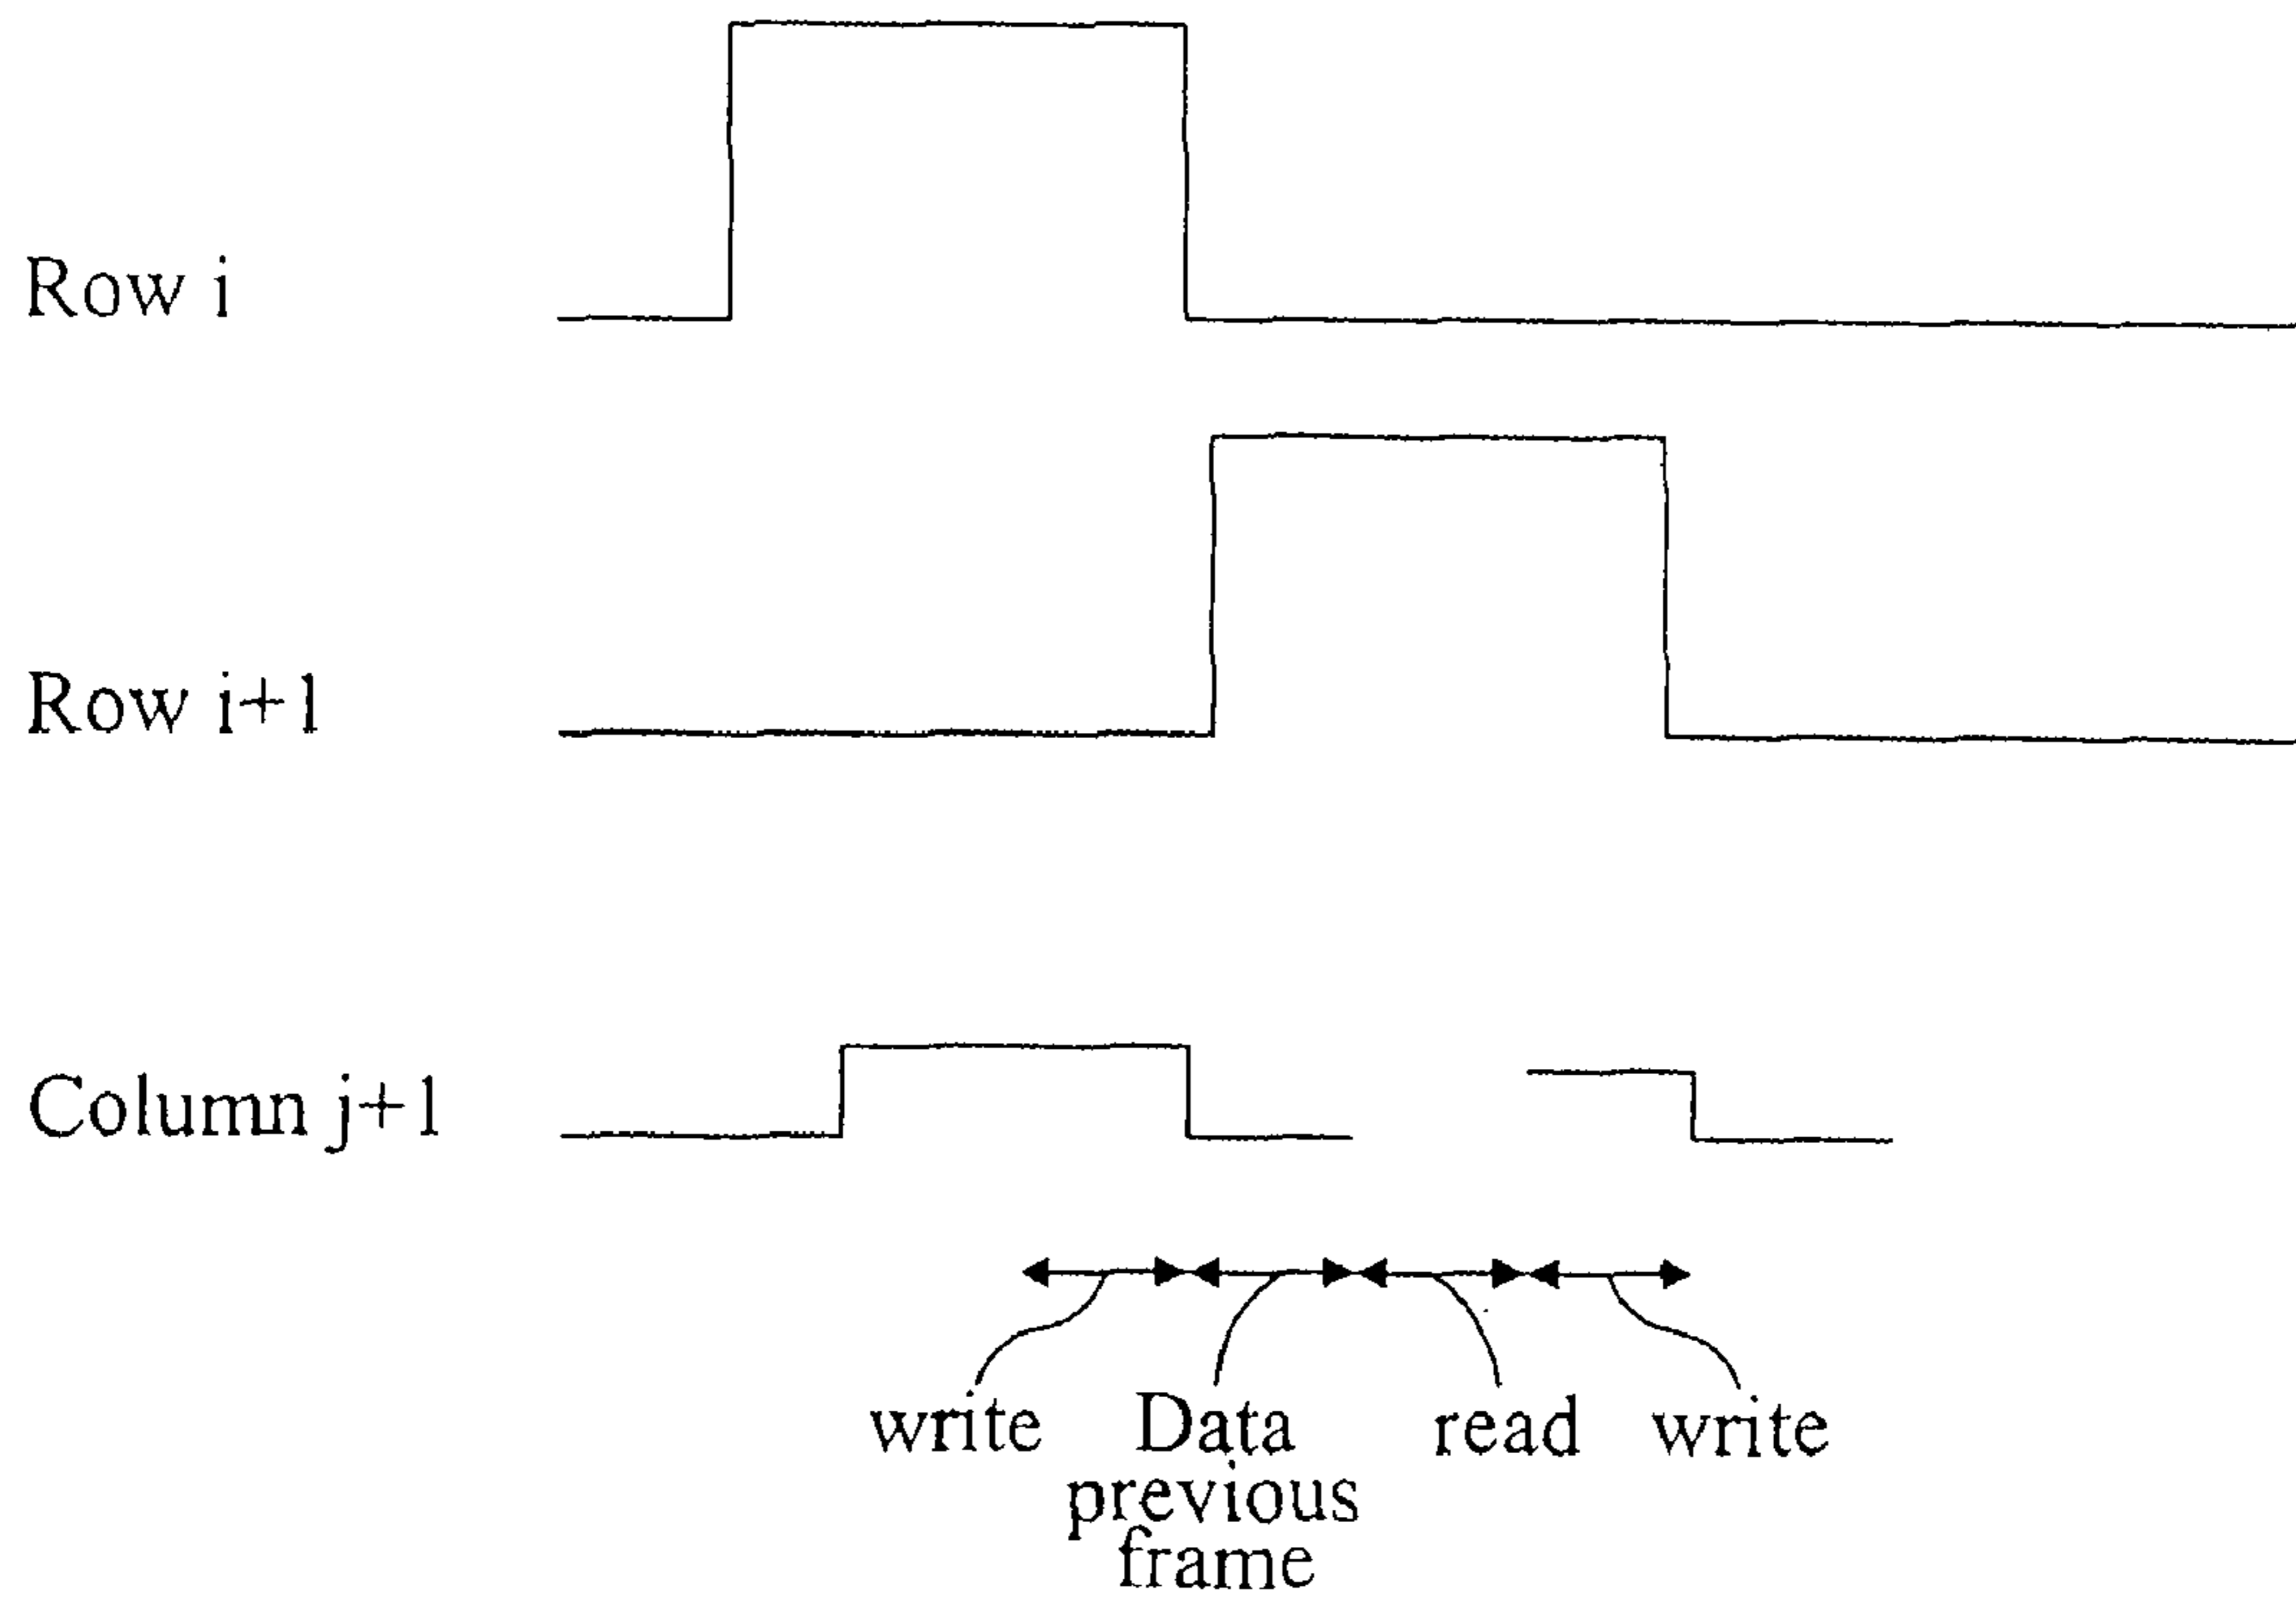 Row i
Row i+1
Column j+1
write
Data
previous
frame
read
write